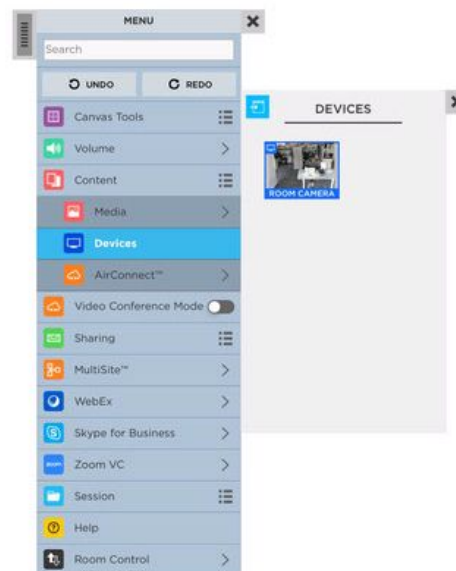 MENU
Search
UNDO
REDO
Canvas Tools
Volume
Content
Media
Devices
AirConnect™
Video Conference Mode
Sharing
MultiSite™
WebEx
Skype for Business
zoom
Zoom VC
Session
Help
Room Control
DEVICES
ROOM CAMERA